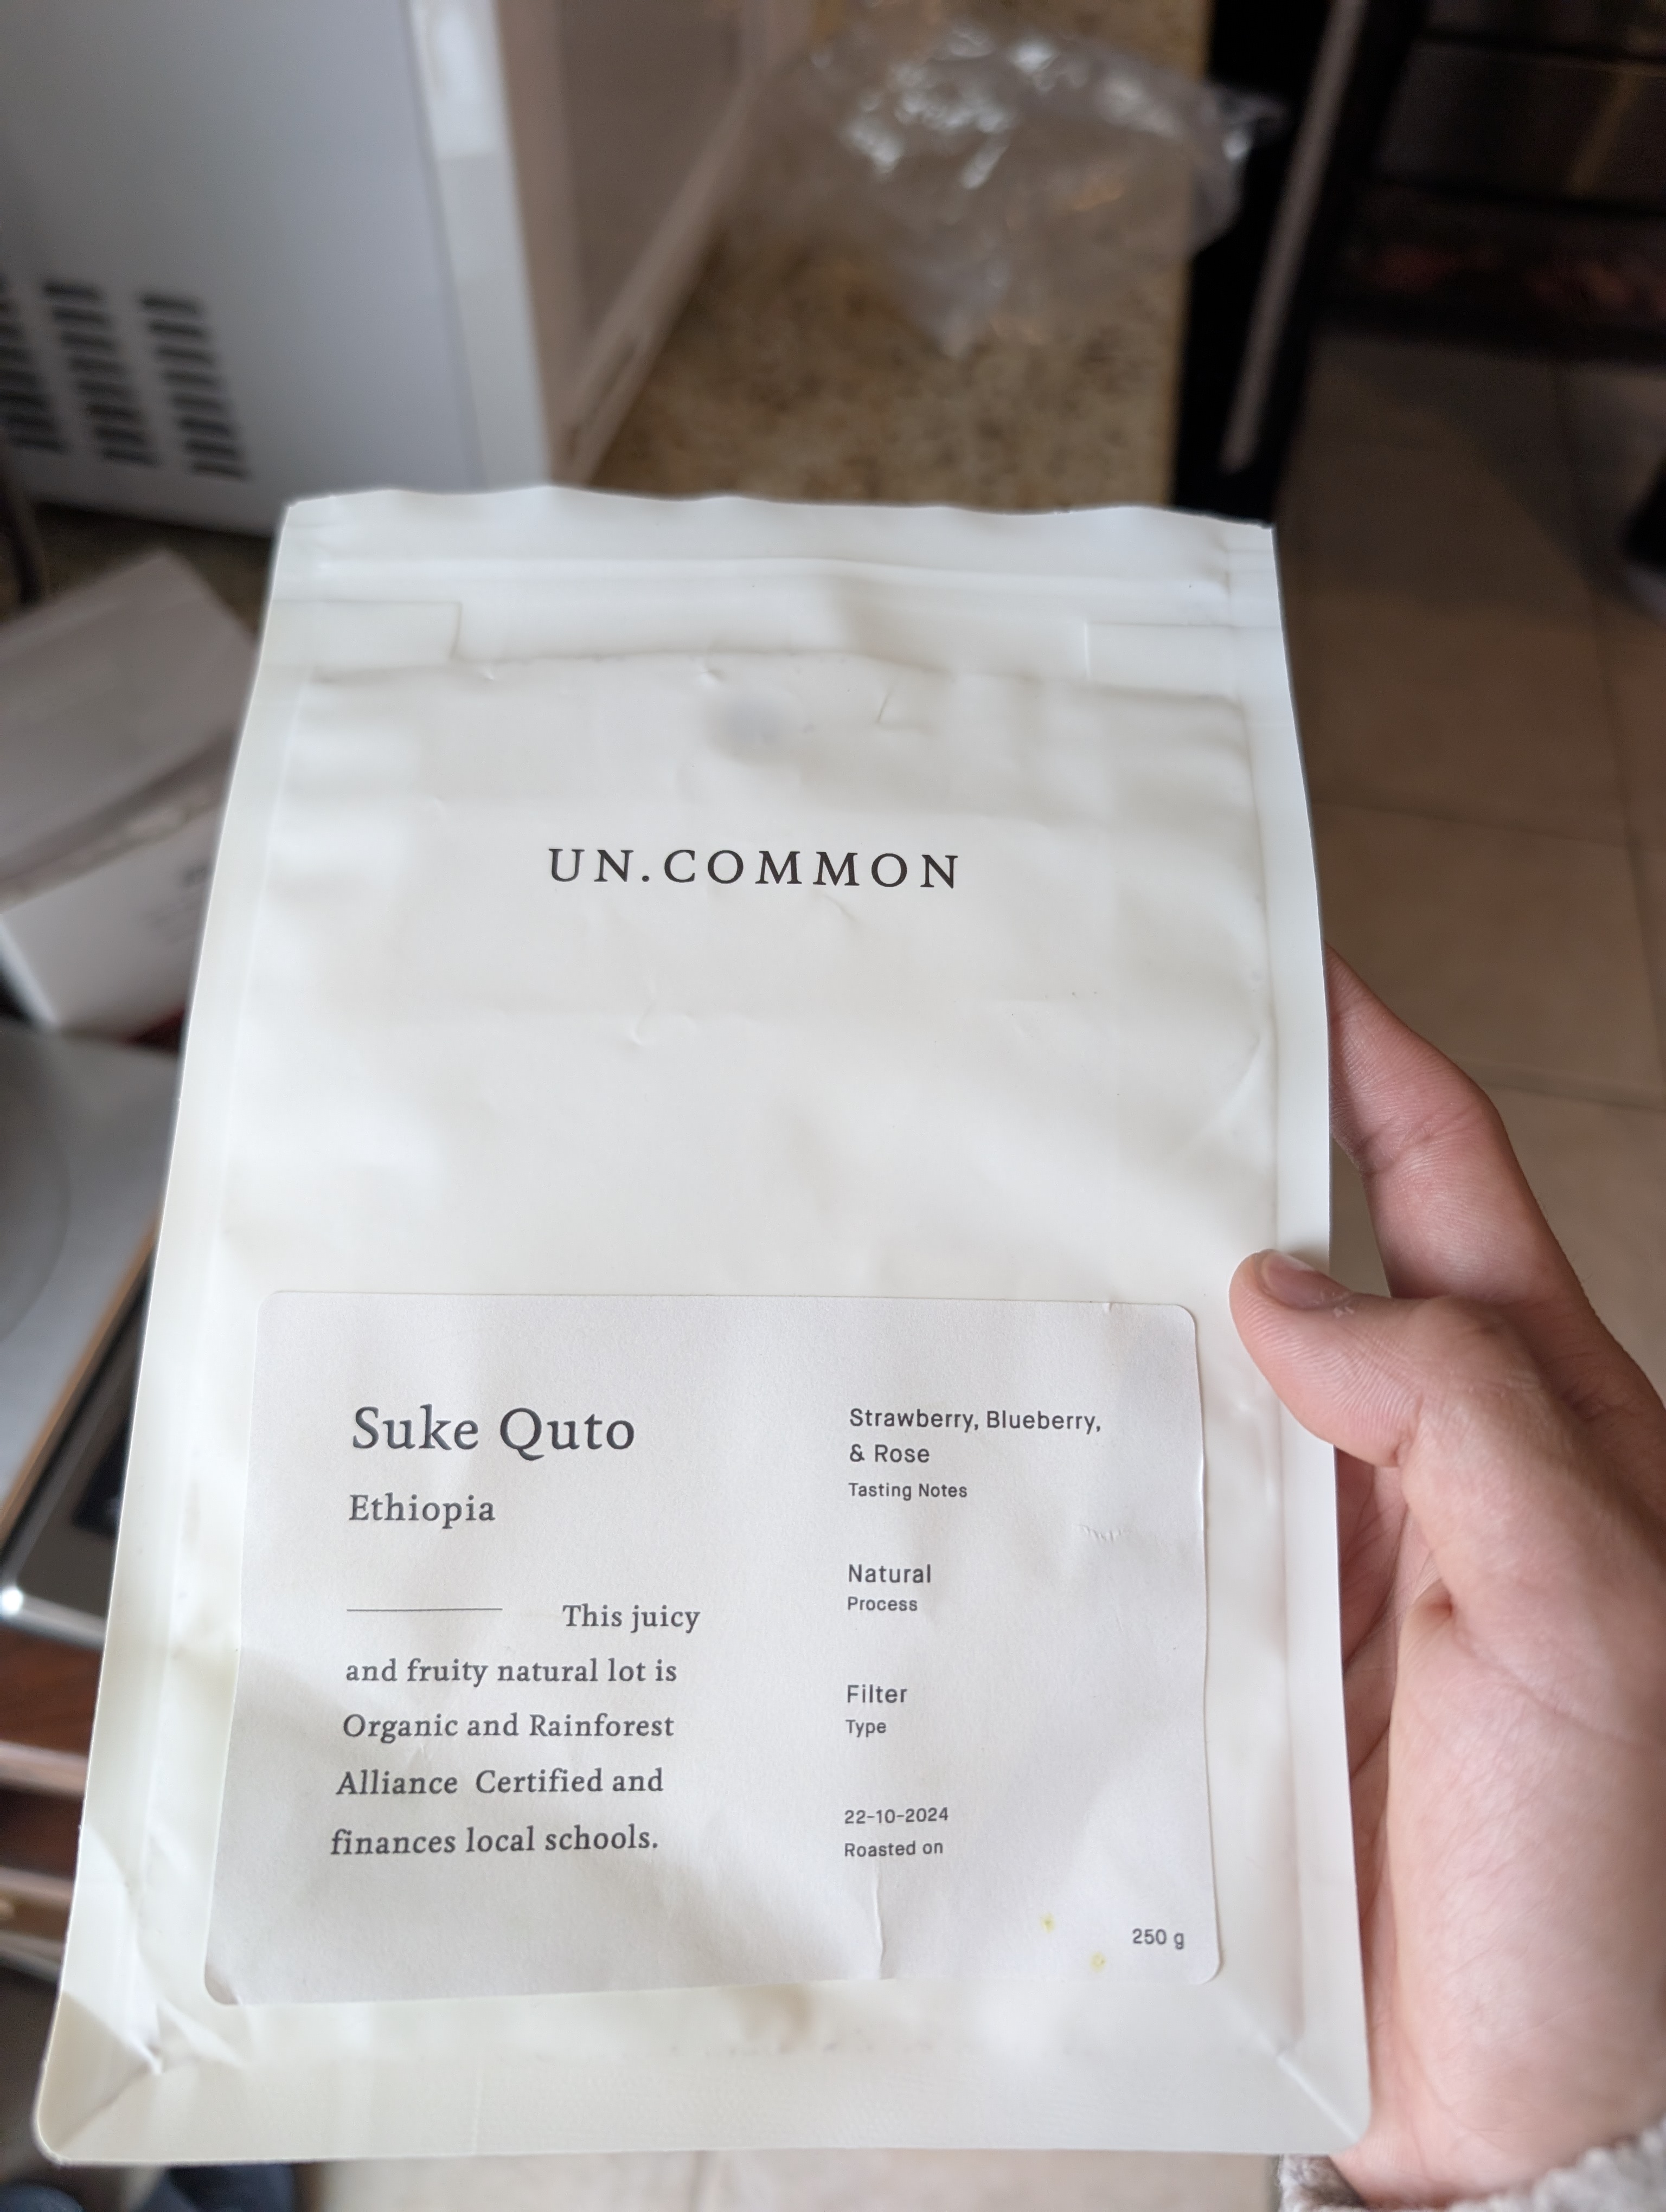 UN.COMMON
Suke Quto
Ethiopia
This juicy
and fruity natural lot is
Organic and Rainforest
Alliance Certified and
finances local schools.
Strawberry, Blueberry,
& Rose
Tasting Notes
Natural
Process
Filter
Type
22-10-2024
Roasted on
250 g